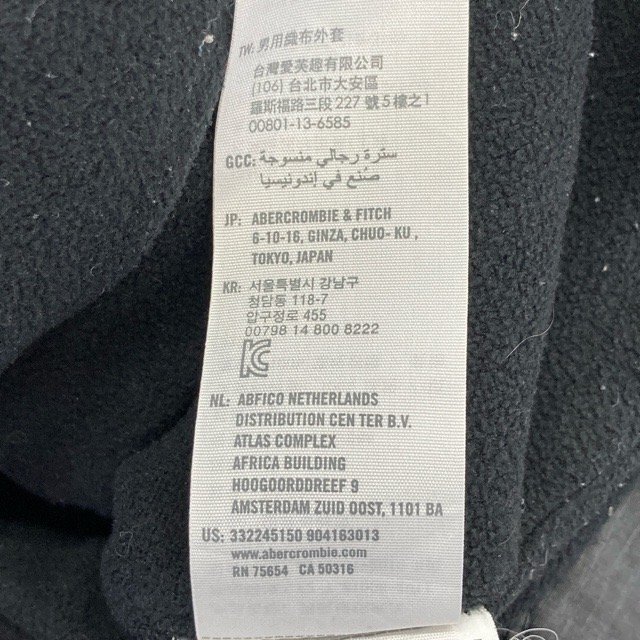 TW: 男用織布外套
台灣愛芙趣有限公司
(106) 台北市大安區
羅斯福路三段 227 號 5 樓之1
00801-13-6585
GCC: سترة رجالي منسوجة
صُنع في إندونيسيا
JP: ABERCROMBIE & FITCH
6-10-16, GINZA, CHUO- KU ,
TOKYO, JAPAN
KR: 서울특별시 강남구
청담동 118-7
압구정로 455
00798 14 800 8222
KC
NL: ABFICO NETHERLANDS
DISTRIBUTION CEN TER B.V.
ATLAS COMPLEX
AFRICA BUILDING
HOOGOORDDREEF 9
AMSTERDAM ZUID OOST, 1101 BA
US: 332245150 904163013
www.abercrombie.com
RN 75654 CA 50316